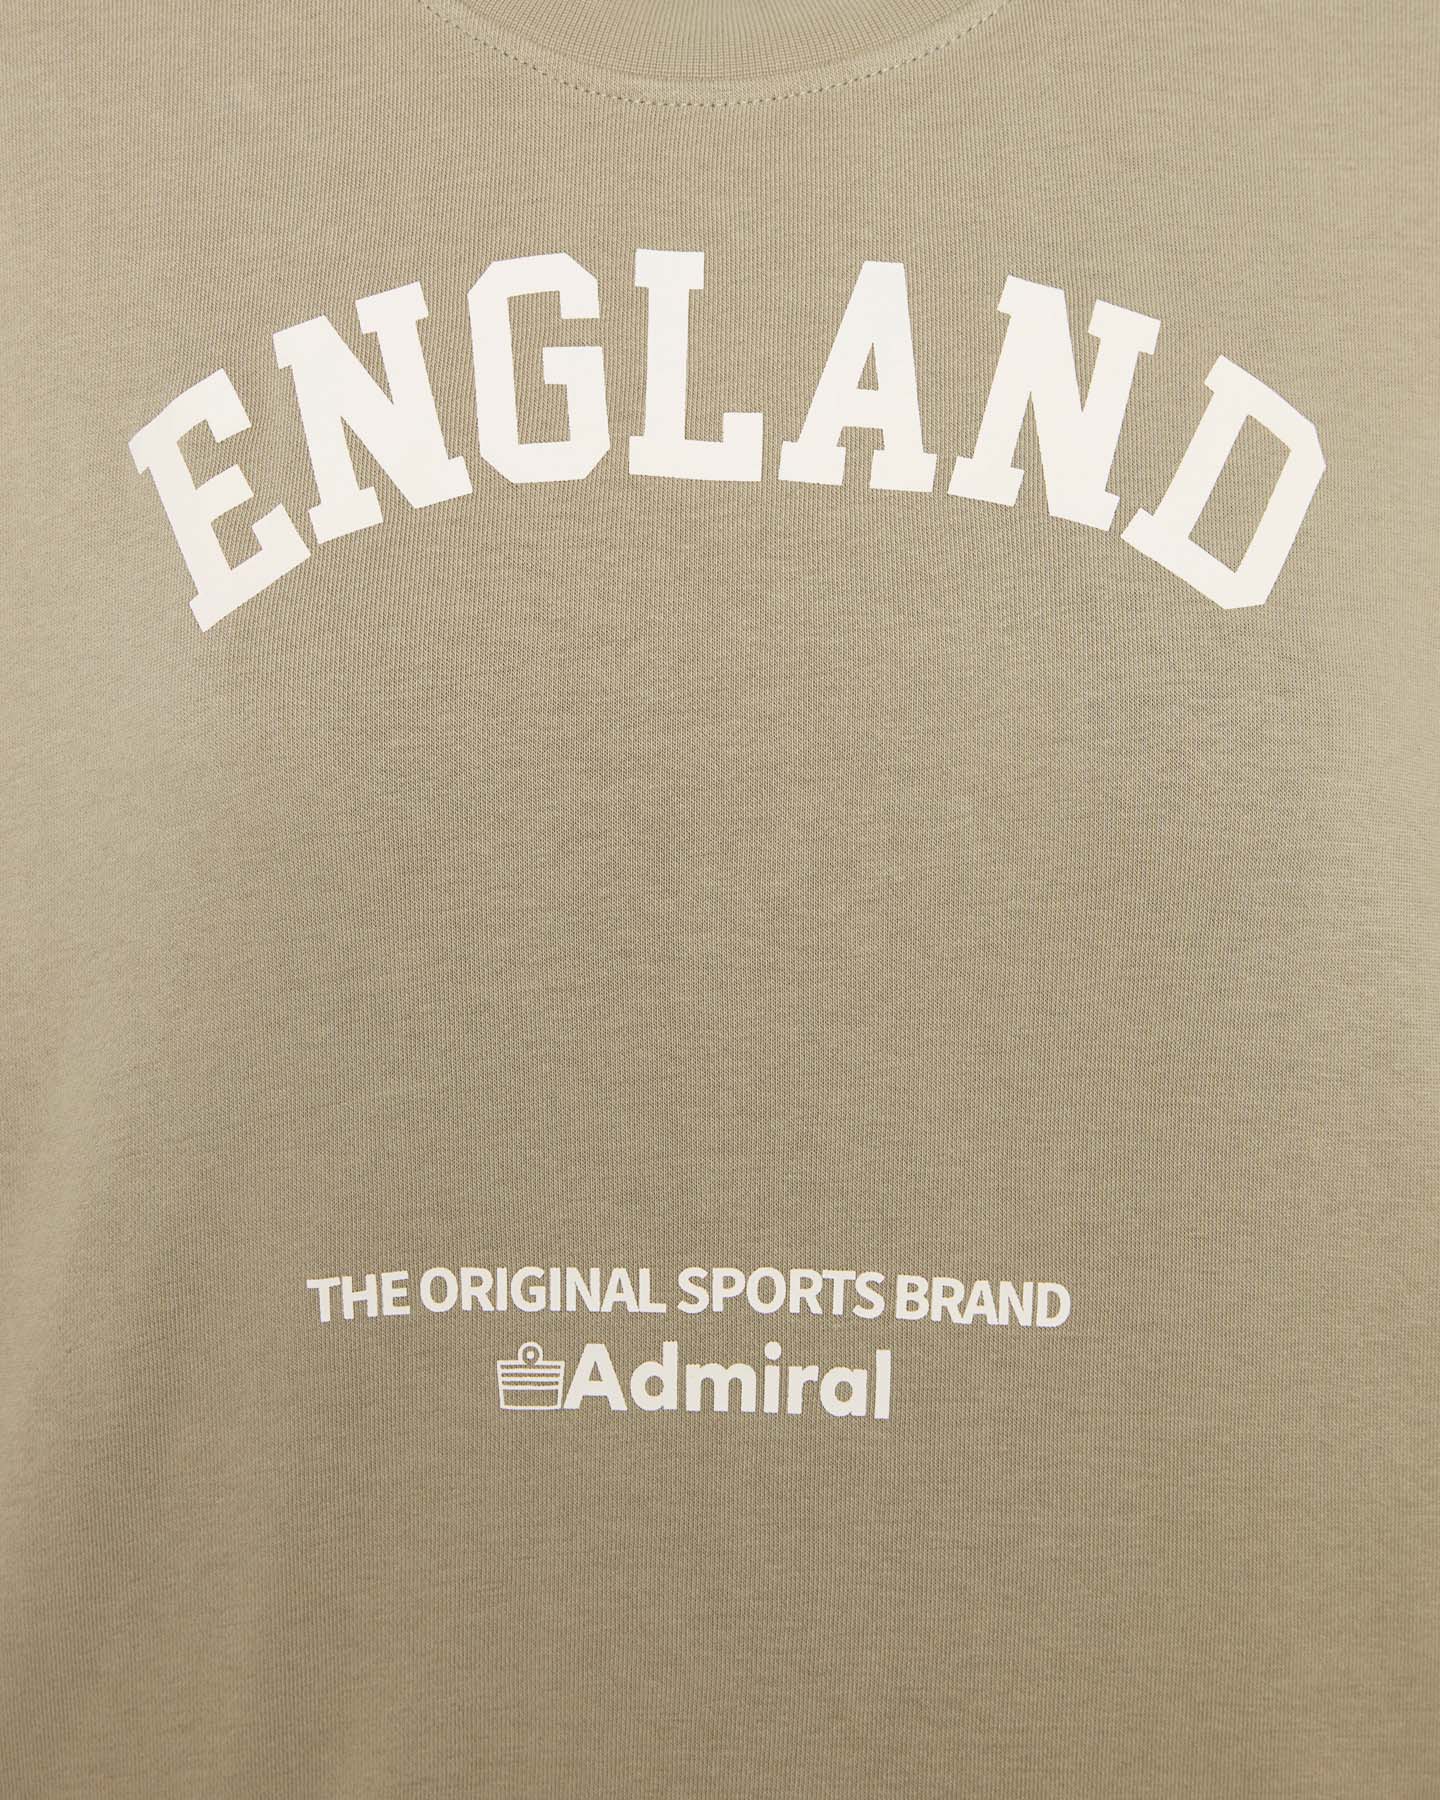 ENGLAND
THE ORIGINAL SPORTS BRAND
Admiral